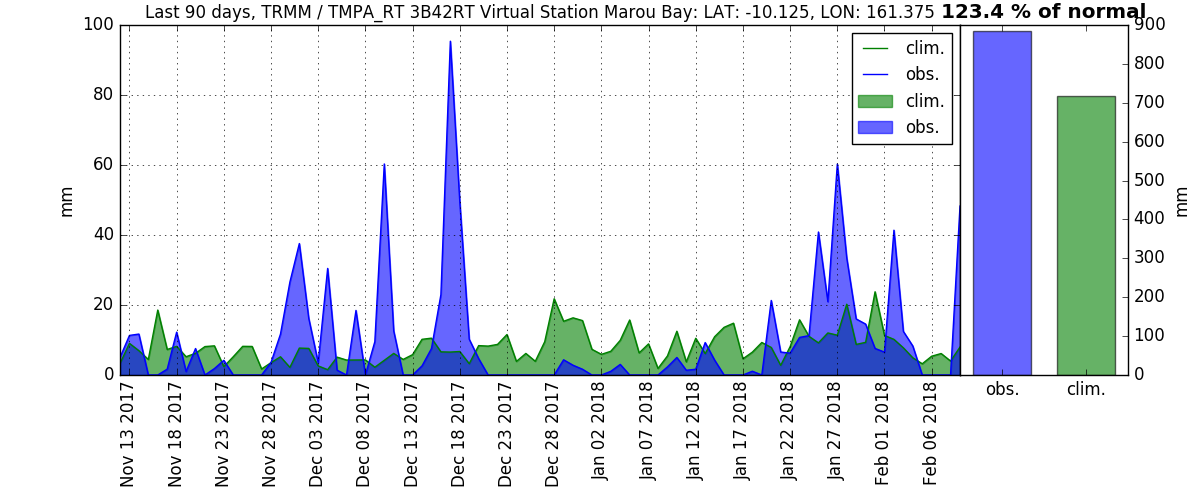 Last 90 days, TRMM / TMPA_RT 3B42RT Virtual Station Marou Bay: LAT: -10.125, LON: 161.375 123.4 % of normal
100
80
60
40
20
0
mm
clim.
obs.
clim.
obs.
900
800
700
600
500
400
300
200
100
0
mm
obs.
clim.
Nov 13 2017
Nov 18 2017
Nov 23 2017
Nov 28 2017
Dec 03 2017
Dec 08 2017
Dec 13 2017
Dec 18 2017
Dec 23 2017
Dec 28 2017
Jan 02 2018
Jan 07 2018
Jan 12 2018
Jan 17 2018
Jan 22 2018
Jan 27 2018
Feb 01 2018
Feb 06 2018